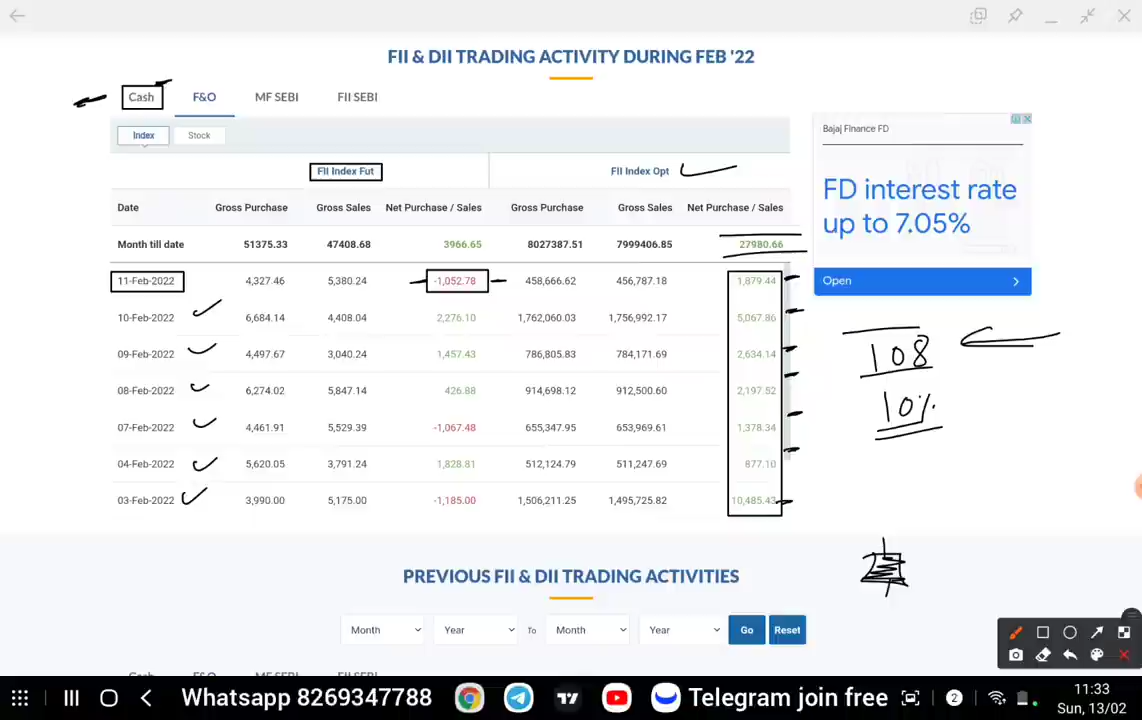 FII & DII TRADING ACTIVITY DURING FEB '22
Cash F&O MF SEBI FII SEBI
Index Stock
FII Index Fut FII Index Opt
Date Gross Purchase Gross Sales Net Purchase / Sales Gross Purchase Gross Sales Net Purchase / Sales
Month till date 51375.33 47408.68 3966.65 8027387.51 7999406.85 27980.66
11-Feb-2022 4,327.46 5,380.24 -1,052.78 458,666.62 456,787.18 1,879.44
10-Feb-2022 6,684.14 4,408.04 2,276.10 1,762,060.03 1,756,992.17 5,067.86
09-Feb-2022 4,497.67 3,040.24 1,457.43 786,805.83 784,171.69 2,634.14
08-Feb-2022 6,274.02 5,847.14 426.88 914,698.12 912,500.60 2,197.52
07-Feb-2022 4,461.91 5,529.39 -1,067.48 655,347.95 653,969.61 1,378.34
04-Feb-2022 5,620.05 3,791.24 1,828.81 512,124.79 511,247.69 877.10
03-Feb-2022 3,990.00 5,175.00 -1,185.00 1,506,211.25 1,495,725.82 10,485.43
Bajaj Finance FD
FD interest rate
up to 7.05%
Open
108
10%
PREVIOUS FII & DII TRADING ACTIVITIES
Month Year To Month Year Go Reset
Whatsapp 8269347788 Telegram join free 2 11:33
Sun, 13/02